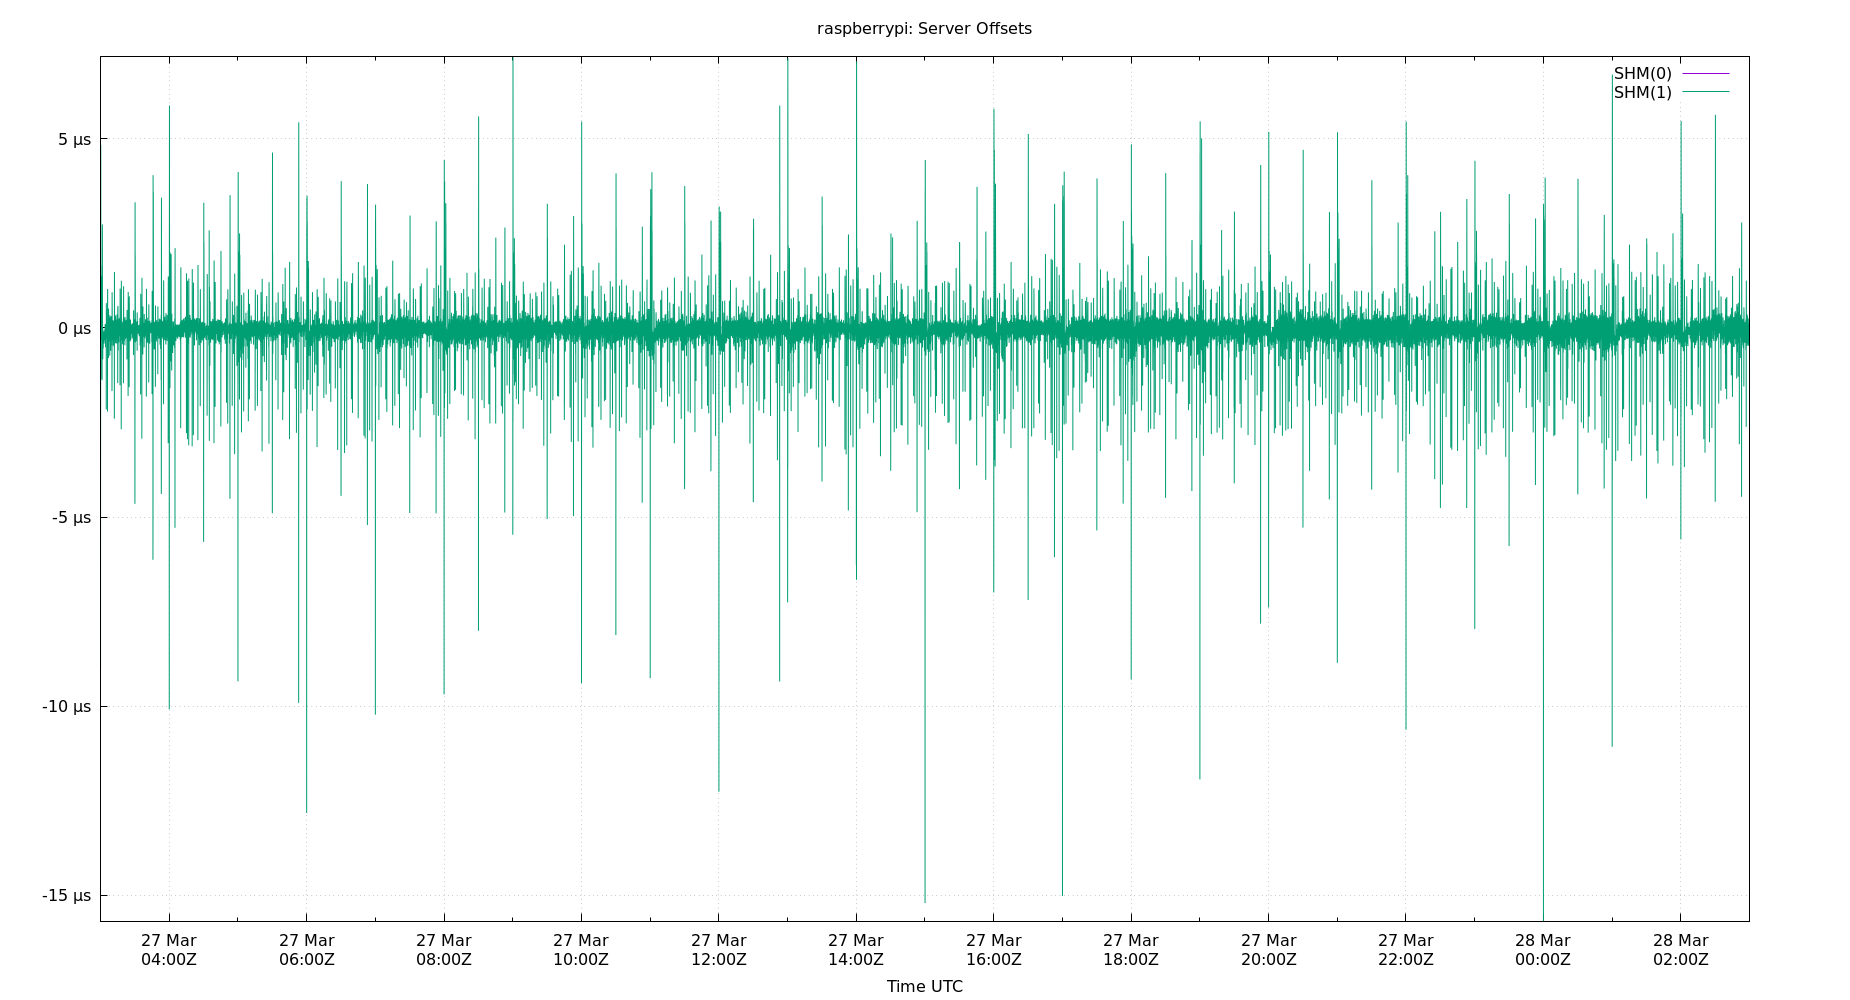 raspberrypi: Server Offsets
SHM(0)
SHM(1)
5 µs
0 µs
-5 µs
-10 µs
-15 µs
27 Mar 27 Mar 27 Mar 27 Mar 27 Mar 27 Mar 27 Mar 27 Mar 27 Mar 27 Mar 28 Mar 28 Mar
04:00Z 06:00Z 08:00Z 10:00Z 12:00Z 14:00Z 16:00Z 18:00Z 20:00Z 22:00Z 00:00Z 02:00Z
Time UTC